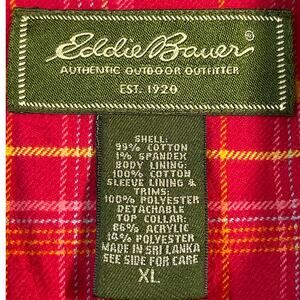 Eddie Bauer®
AUTHENTIC OUTDOOR OUTFITTER
EST. 1920
SHELL:
99% COTTON
1% SPANDEX
BODY LINING:
100% COTTON
SLEEVE LINING &
TRIMS:
100% POLYESTER
DETACHABLE
TOP COLLAR:
86% ACRYLIC
14% POLYESTER
MADE IN SRI LANKA
SEE SIDE FOR CARE
XL